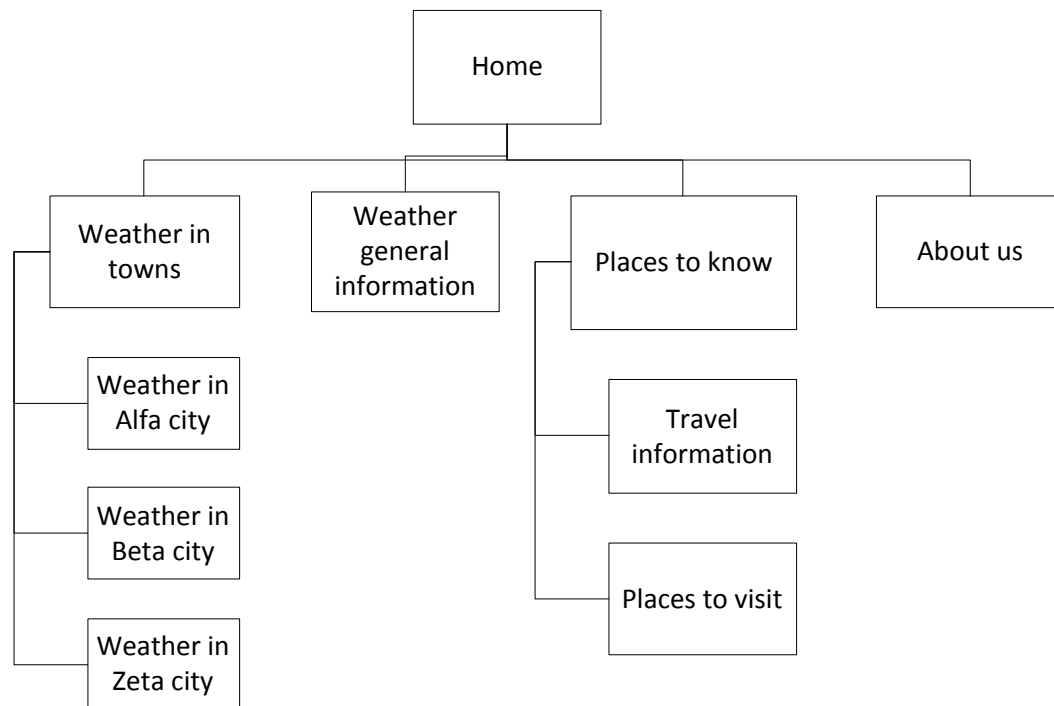 Home
Weather in
towns
Weather
general
information
Places to know
About us
Weather in
Alfa city
Weather in
Beta city
Weather in
Zeta city
Travel
information
Places to visit